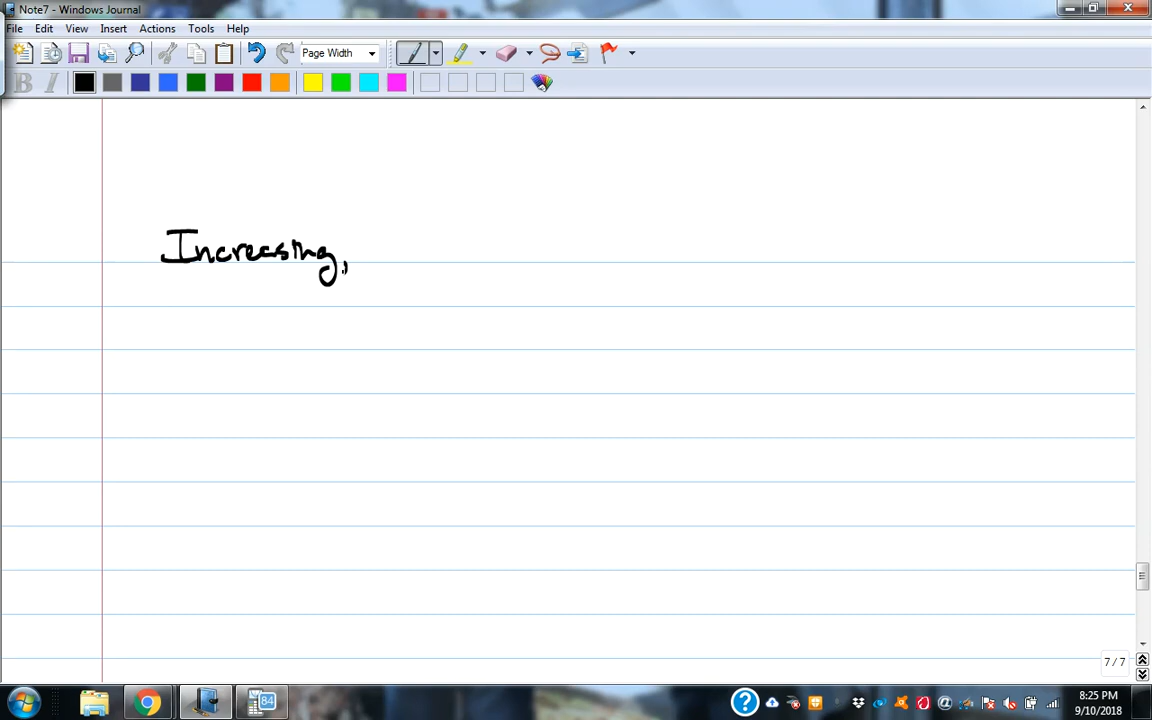 Note7 - Windows Journal
File Edit View Insert Actions Tools Help
Page Width
B I
Increasing,
7 / 7
84
8:25 PM
9/10/2018